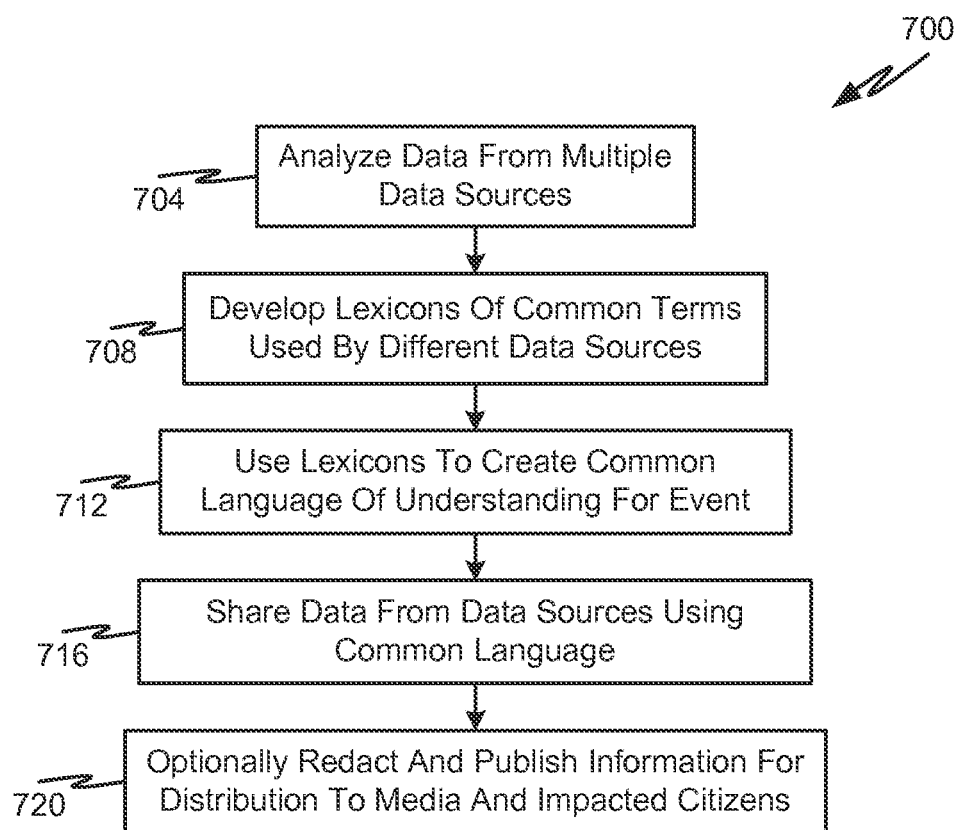 700
Analyze Data From Multiple
Data Sources
704
Develop Lexicons Of Common Terms
Used By Different Data Sources
708
Use Lexicons To Create Common
Language Of Understanding For Event
712
Share Data From Data Sources Using
Common Language
716
Optionally Redact And Publish Information For
Distribution To Media And Impacted Citizens
720